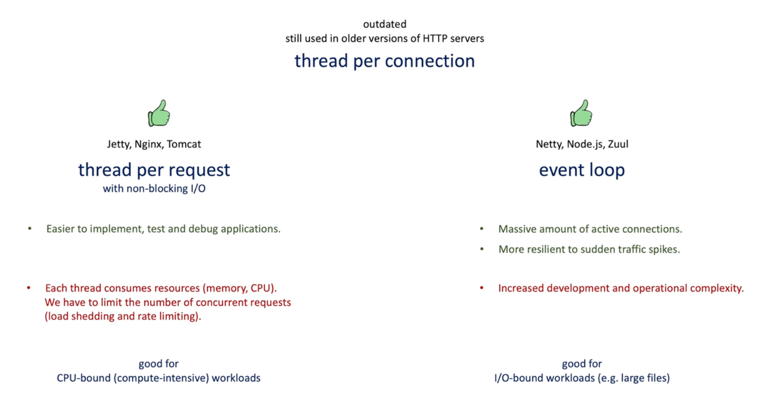 outdated
still used in older versions of HTTP servers
thread per connection
Jetty, Nginx, Tomcat
thread per request
with non-blocking I/O
• Easier to implement, test and debug applications.
• Each thread consumes resources (memory, CPU).
We have to limit the number of concurrent requests
(load shedding and rate limiting).
good for
CPU-bound (compute-intensive) workloads
Netty, Node.js, Zuul
event loop
• Massive amount of active connections.
• More resilient to sudden traffic spikes.
• Increased development and operational complexity.
good for
I/O-bound workloads (e.g. large files)